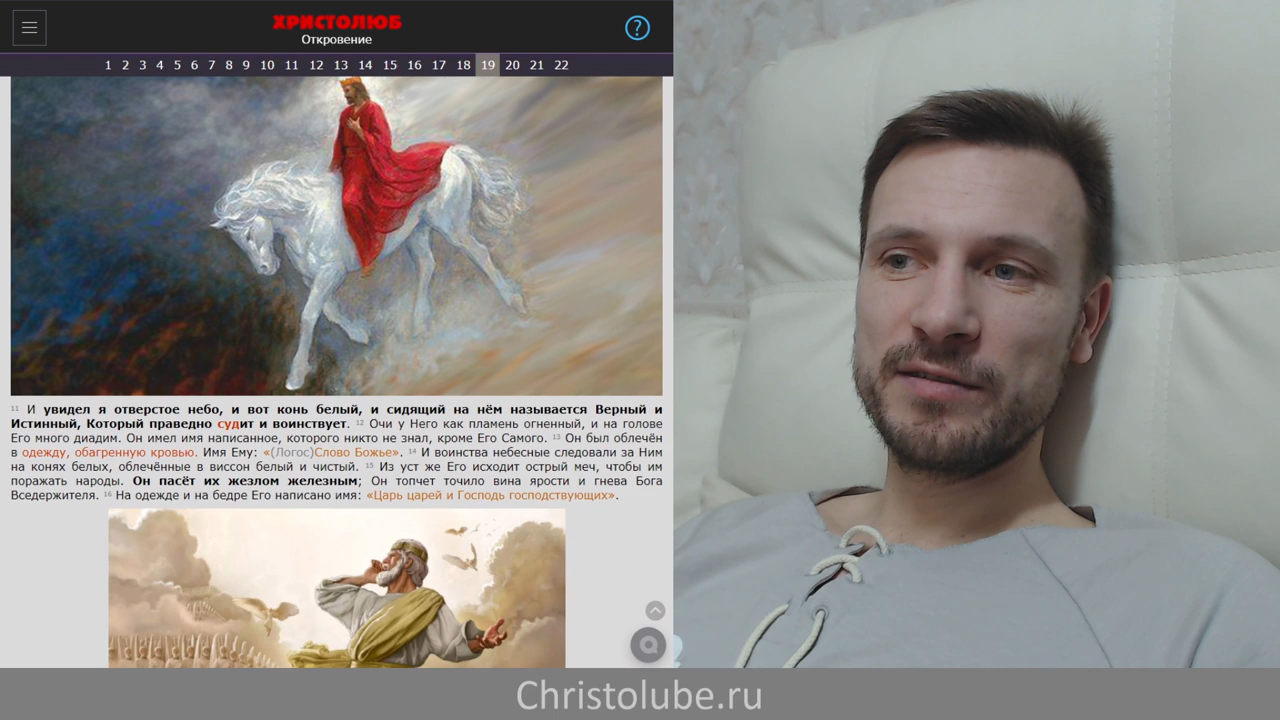 ХРИСТОЛЮБ
Откровение
1 2 3 4 5 6 7 8 9 10 11 12 13 14 15 16 17 18 19 20 21 22
11 И увидел я отверстое небо, и вот конь белый, и сидящий на нём называется Верный и
Истинный, Который праведно судит и воинствует. 12 Очи у Него как пламень огненный, и на голове
Его много диадим. Он имел имя написанное, которого никто не знал, кроме Его Самого. 13 Он был облечён
в одежду, обагренную кровью. Имя Ему: «(Логос)Слово Божье». 14 И воинства небесные следовали за Ним
на конях белых, облечённые в виссон белый и чистый. 15 Из уст же Его исходит острый меч, чтобы им
поражать народы. Он пасёт их жезлом железным; Он топчет точило вина ярости и гнева Бога
Вседержителя. 16 На одежде и на бедре Его написано имя: «Царь царей и Господь господствующих».
Christolube.ru